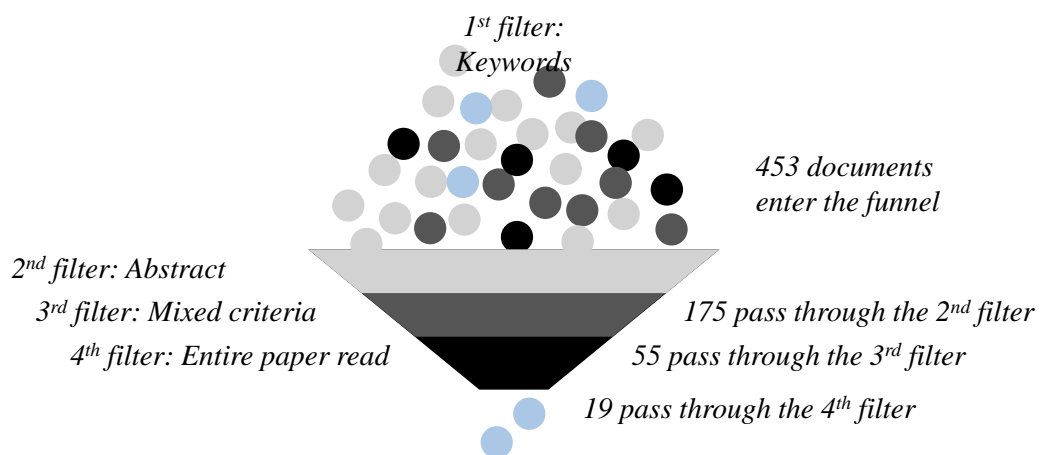 1st filter:
Keywords
453 documents
enter the funnel
2nd filter: Abstract
3rd filter: Mixed criteria
175 pass through the 2nd filter
4th filter: Entire paper read
55 pass through the 3rd filter
19 pass through the 4th filter